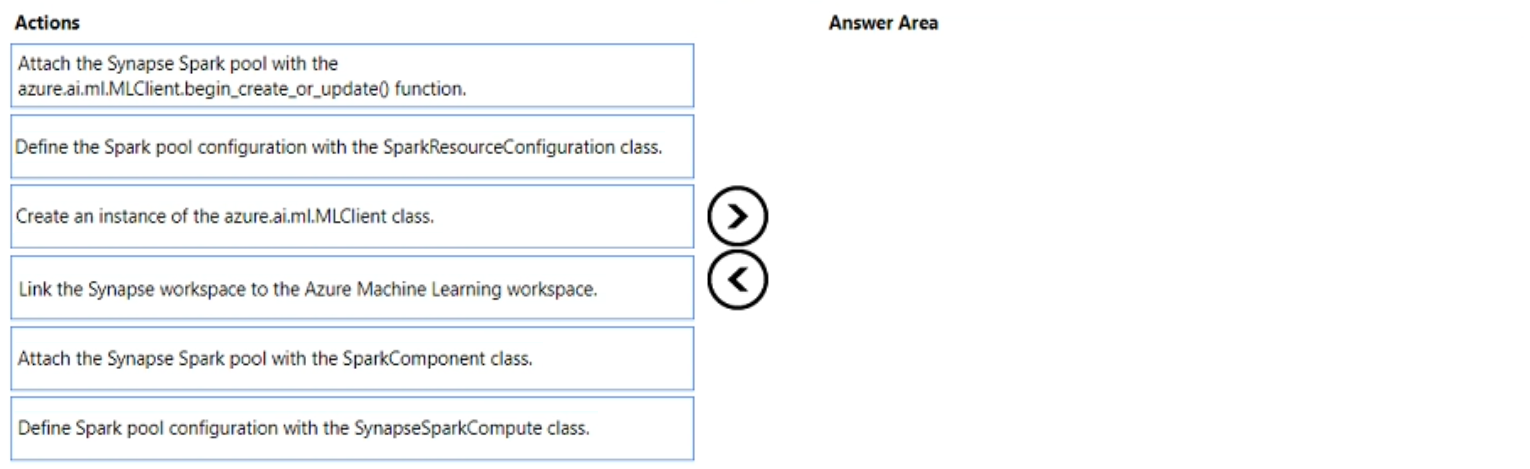 Actions
Answer Area
Attach the Synapse Spark pool with the
azure.ai.ml.MLClient.begin_create_or_update() function.
Define the Spark pool configuration with the SparkResourceConfiguration class.
Create an instance of the azure.ai.ml.MLClient class.
Link the Synapse workspace to the Azure Machine Learning workspace.
Attach the Synapse Spark pool with the SparkComponent class.
Define Spark pool configuration with the SynapseSparkCompute class.